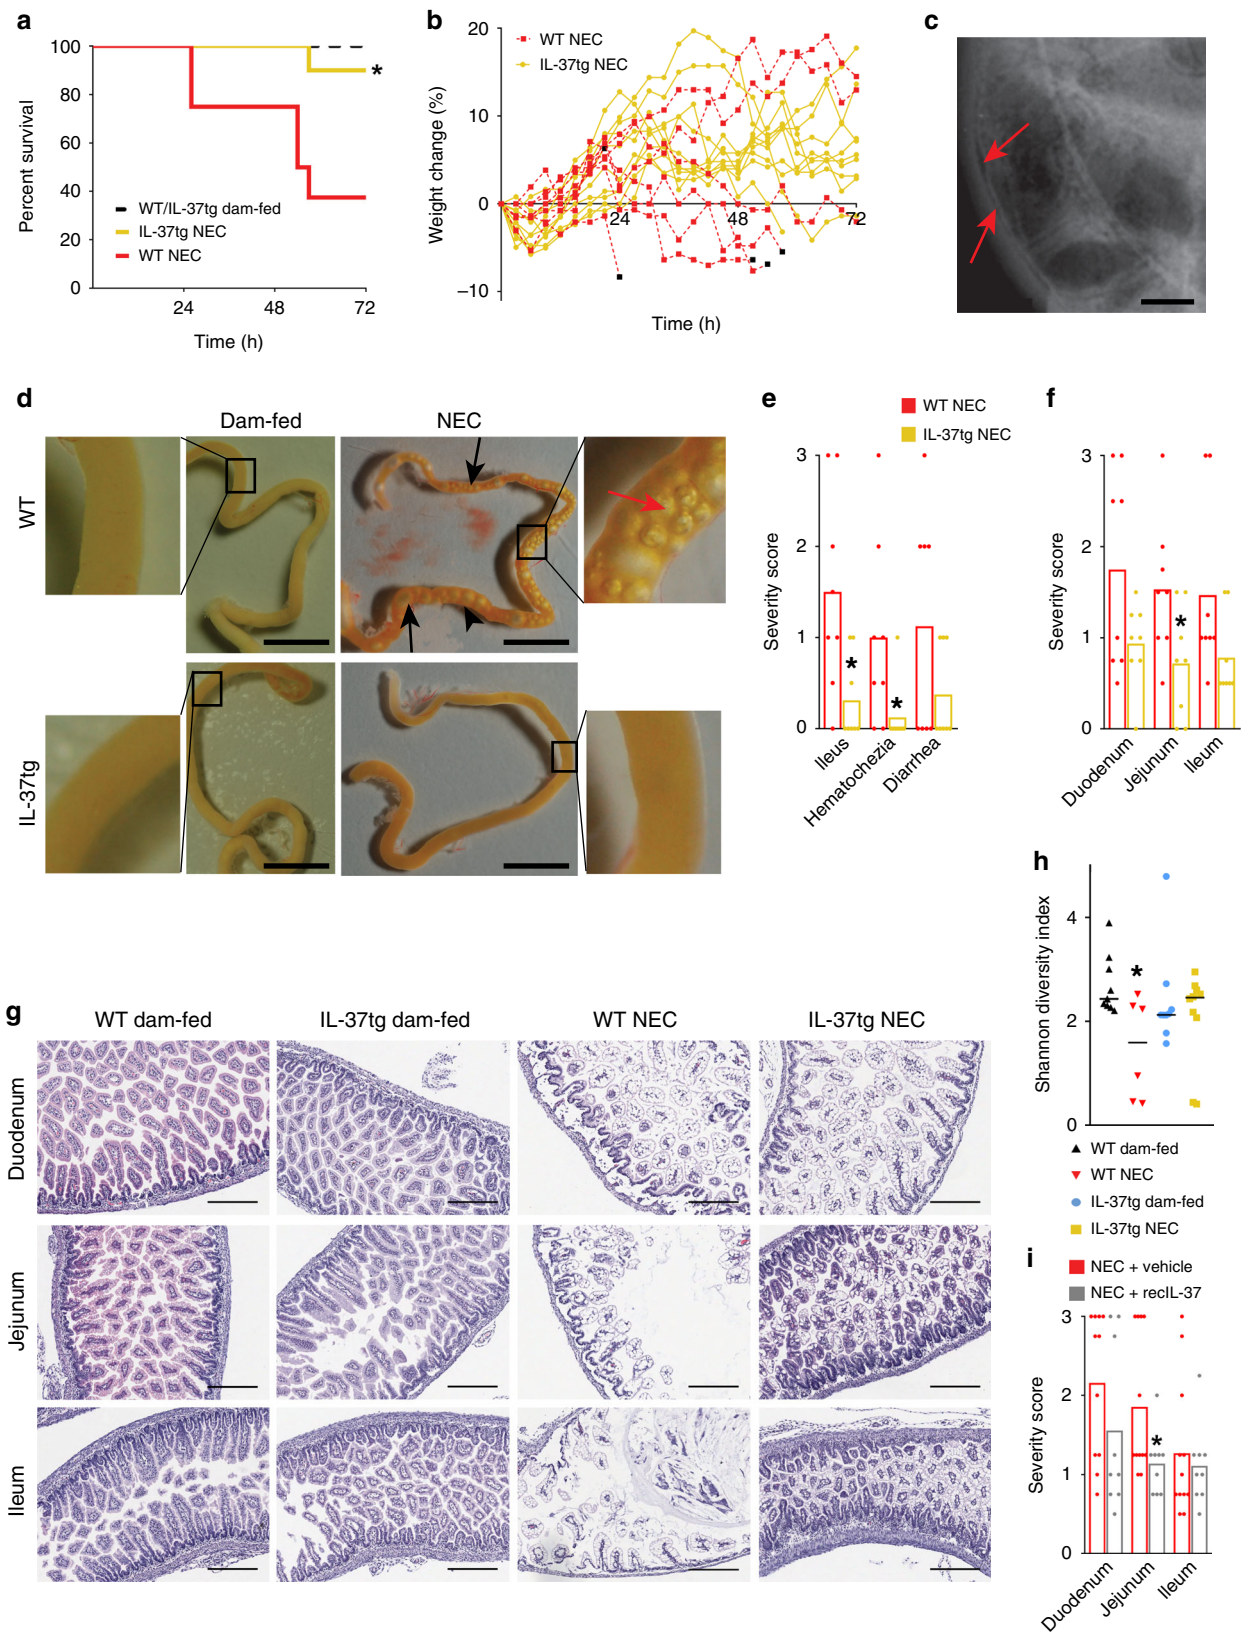 a
100
80
60
40
20
0
Percent survival
WT/IL-37tg dam-fed
IL-37tg NEC
WT NEC
*
24
48
72
Time (h)
b
20
10
0
−10
Weight change (%)
WT NEC
IL-37tg NEC
24
48
72
Time (h)
c
d
Dam-fed
NEC
WT
IL-37tg
e
WT NEC
IL-37tg NEC
3
2
1
0
Severity score
*
*
Ileus
Hematochezia
Diarrhea
f
3
2
1
0
Severity score
*
Duodenum
Jejunum
Ileum
g
WT dam-fed
IL-37tg dam-fed
WT NEC
IL-37tg NEC
Duodenum
Jejunum
Ileum
h
4
2
0
Shannon diversity index
*
WT dam-fed
WT NEC
IL-37tg dam-fed
IL-37tg NEC
i
NEC + vehicle
NEC + recIL-37
3
2
1
0
Severity score
*
Duodenum
Jejunum
Ileum